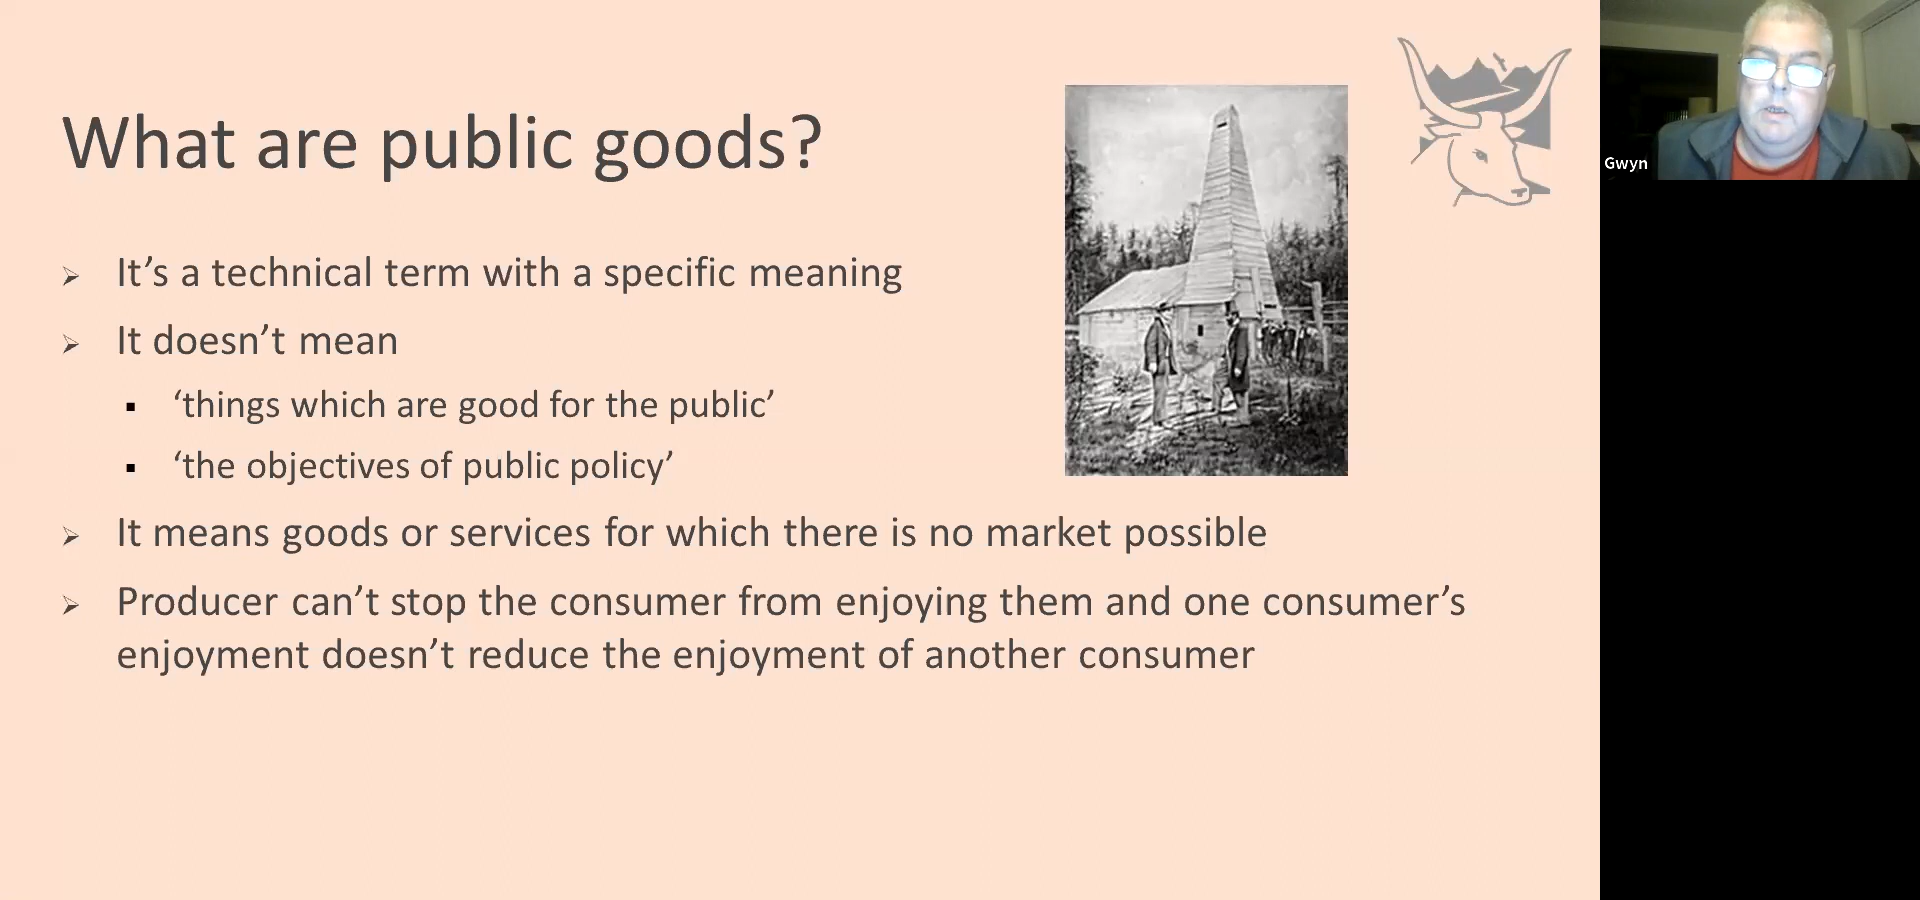 What are public goods?
➢ It’s a technical term with a specific meaning
➢ It doesn’t mean
▪ ‘things which are good for the public’
▪ ‘the objectives of public policy’
➢ It means goods or services for which there is no market possible
➢ Producer can’t stop the consumer from enjoying them and one consumer’s
enjoyment doesn’t reduce the enjoyment of another consumer
Gwyn